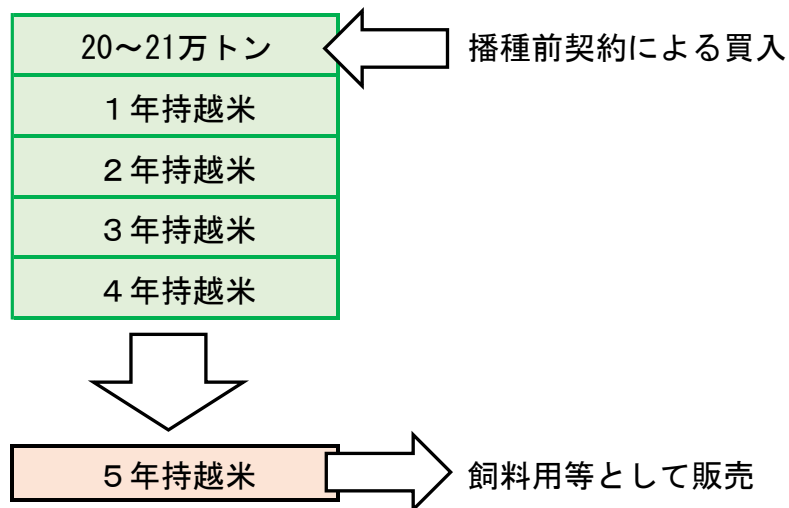 20～21万トン
播種前契約による買入
１年持越米
２年持越米
３年持越米
４年持越米
５年持越米
飼料用等として販売